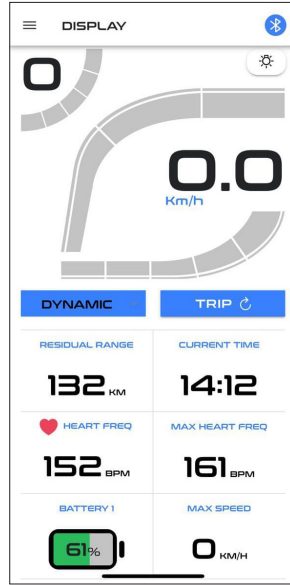 DISPLAY
0
0.0
Km/h
DYNAMIC
TRIP
RESIDUAL RANGE
CURRENT TIME
132 KM
14:12
HEART FREQ
MAX HEART FREQ
152 BPM
161 BPM
BATTERY 1
MAX SPEED
61%
0 KM/H